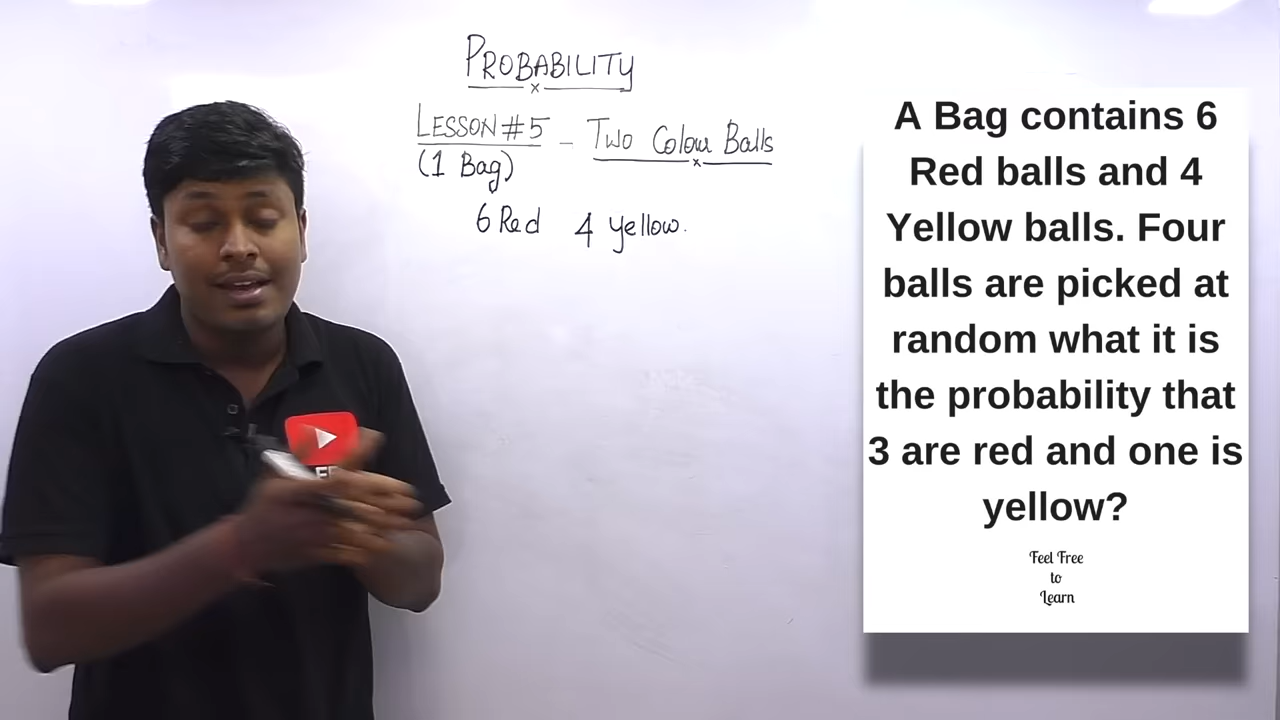 PROBABILITY
LESSON #5 - Two Colour Balls
(1 Bag)
6 Red 4 yellow.
A Bag contains 6
Red balls and 4
Yellow balls. Four
balls are picked at
random what it is
the probability that
3 are red and one is
yellow?
Feel Free
to
Learn